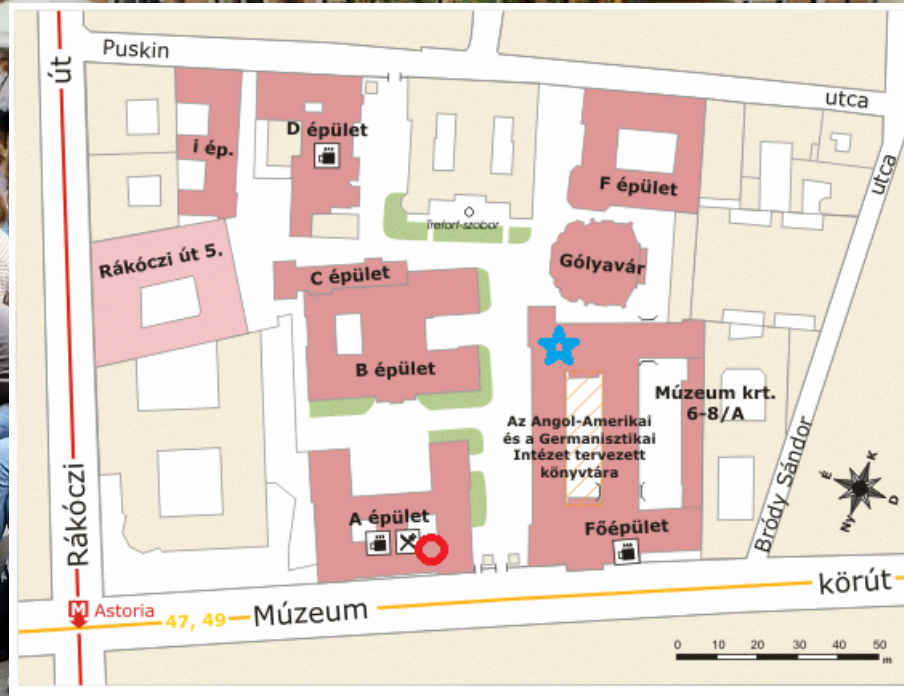 Puskin
utca
út
D épület
i ép.
F épület
utca
Trefort-szobor
Rákóczi út 5.
C épület
Gólyavár
B épület
Múzeum krt.
6-8/A
Az Angol-Amerikai
és a Germanisztikai
Intézet tervezett
könyvtára
Rákóczi
Bródy Sándor
É
K
Ny
D
A épület
Főépület
M Astoria
47, 49
Múzeum
körút
0 10 20 30 40 50
m